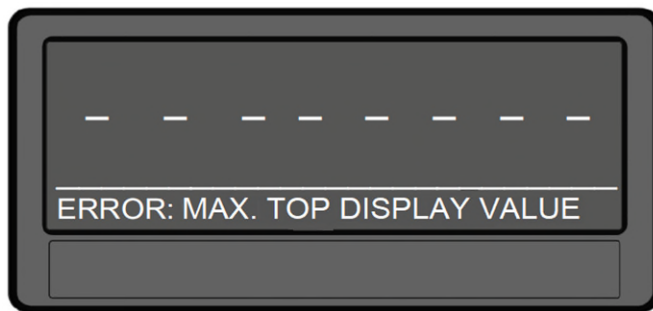 – – – – – – – –
ERROR: MAX. TOP DISPLAY VALUE